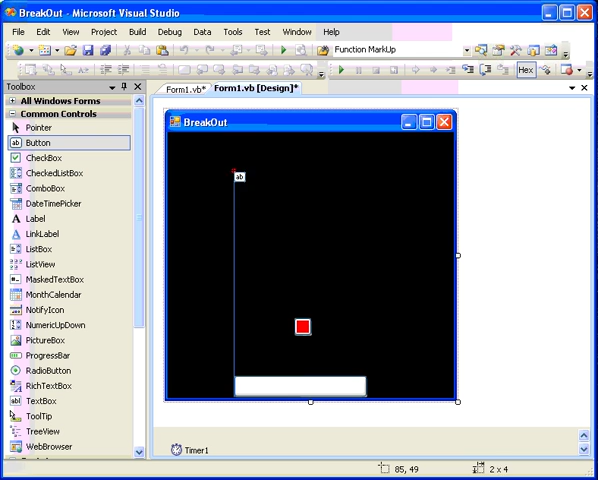 BreakOut - Microsoft Visual Studio
File Edit View Project Build Debug Data Tools Test Window Help
Function MarkUp
Hex
Toolbox
Form1.vb* Form1.vb [Design]*
All Windows Forms
Common Controls
Pointer
ab Button
CheckBox
CheckedListBox
ComboBox
DateTimePicker
A Label
A LinkLabel
ListBox
ListView
MaskedTextBox
MonthCalendar
NotifyIcon
NumericUpDown
PictureBox
ProgressBar
RadioButton
RichTextBox
abl TextBox
ToolTip
TreeView
WebBrowser
BreakOut
ab
Timer1
85, 49
2 x 4